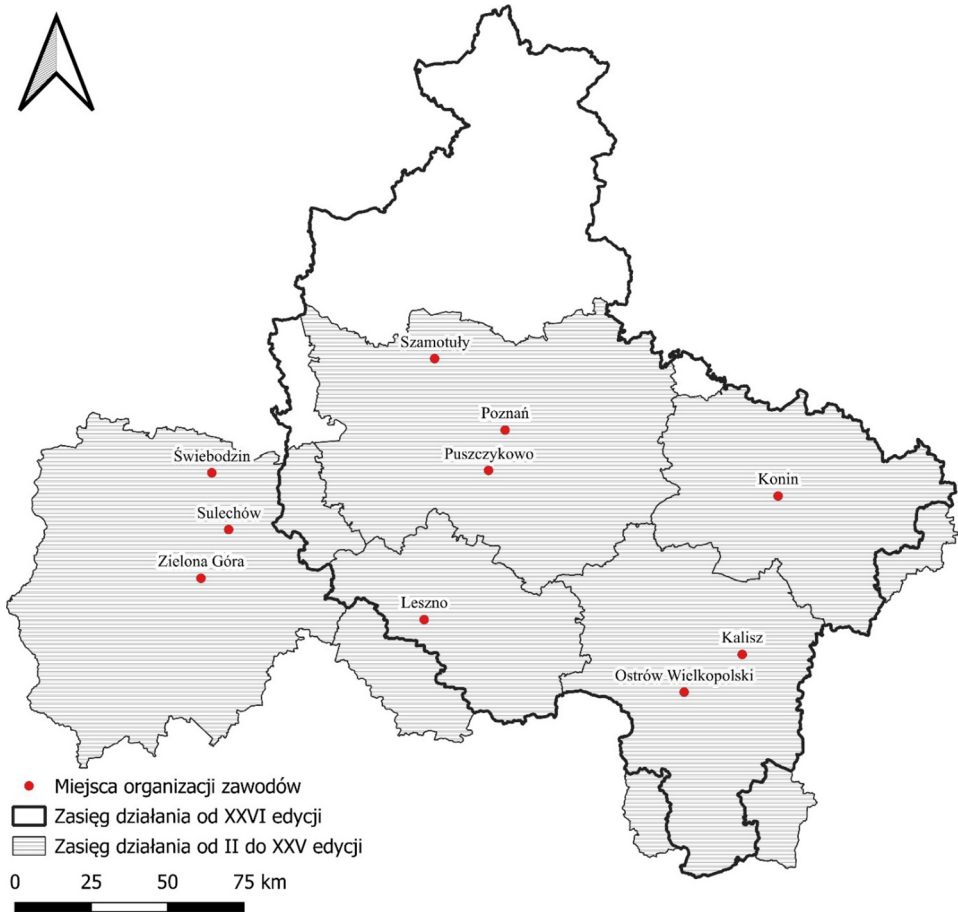 Szamotuły
Poznań
Puszczykowo
Świebodzin
Konin
Sulechów
Zielona Góra
Leszno
Kalisz
Ostrów Wielkopolski
Miejsca organizacji zawodów
Zasięg działania od XXVI edycji
Zasięg działania od II do XXV edycji
0 25 50 75 km